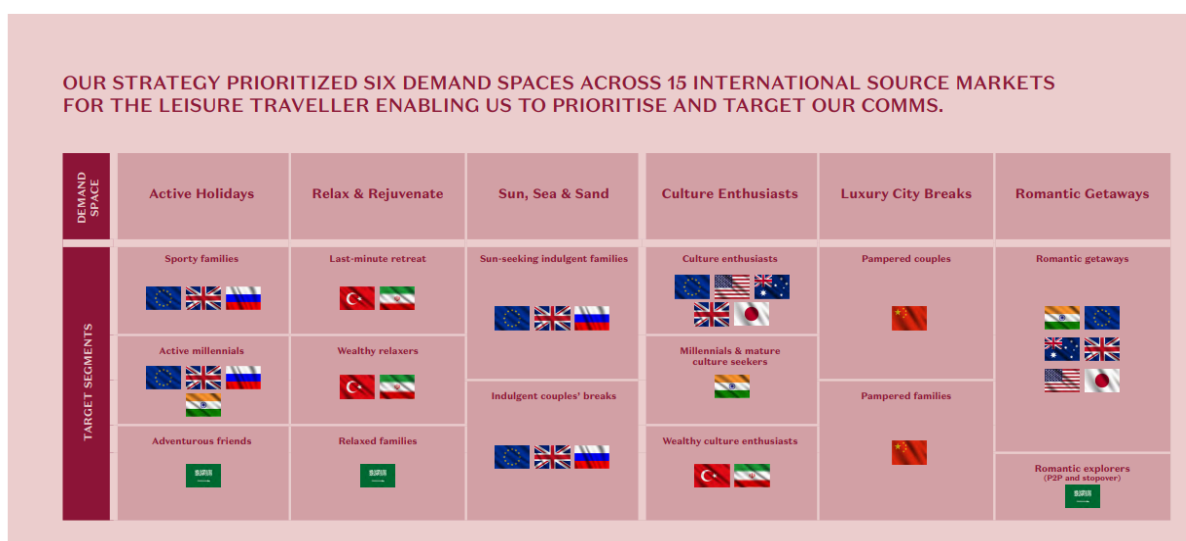 OUR STRATEGY PRIORITIZED SIX DEMAND SPACES ACROSS 15 INTERNATIONAL SOURCE MARKETS
FOR THE LEISURE TRAVELLER ENABLING US TO PRIORITISE AND TARGET OUR COMMS.
DEMAND
SPACE
Active Holidays
Relax & Rejuvenate
Sun, Sea & Sand
Culture Enthusiasts
Luxury City Breaks
Romantic Getaways
TARGET SEGMENTS
Sporty families
Last-minute retreat
Sun-seeking indulgent families
Culture enthusiasts
Pampered couples
Romantic getaways
Active millennials
Wealthy relaxers
Millennials & mature
culture seekers
Indulgent couples' breaks
Pampered families
Adventurous friends
Relaxed families
Wealthy culture enthusiasts
Romantic explorers
(P2P and stopover)